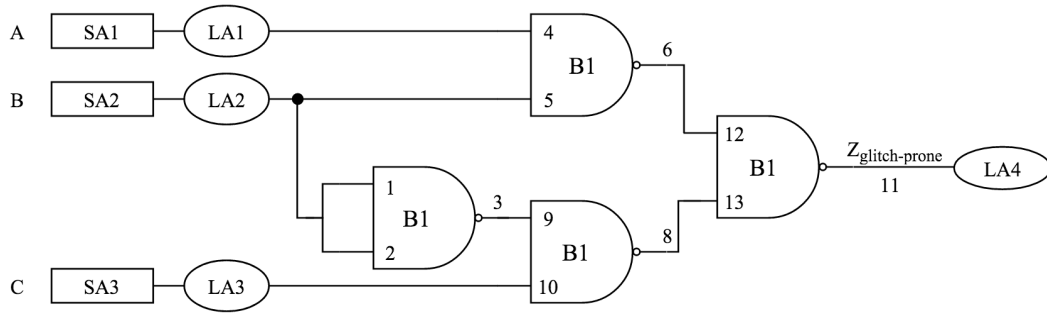 A SA1 LA1 4 B1 6
B SA2 LA2 5
12 B1 13 Z_glitch-prone 11 LA4
1 B1 2 3
9 B1 10 8
C SA3 LA3